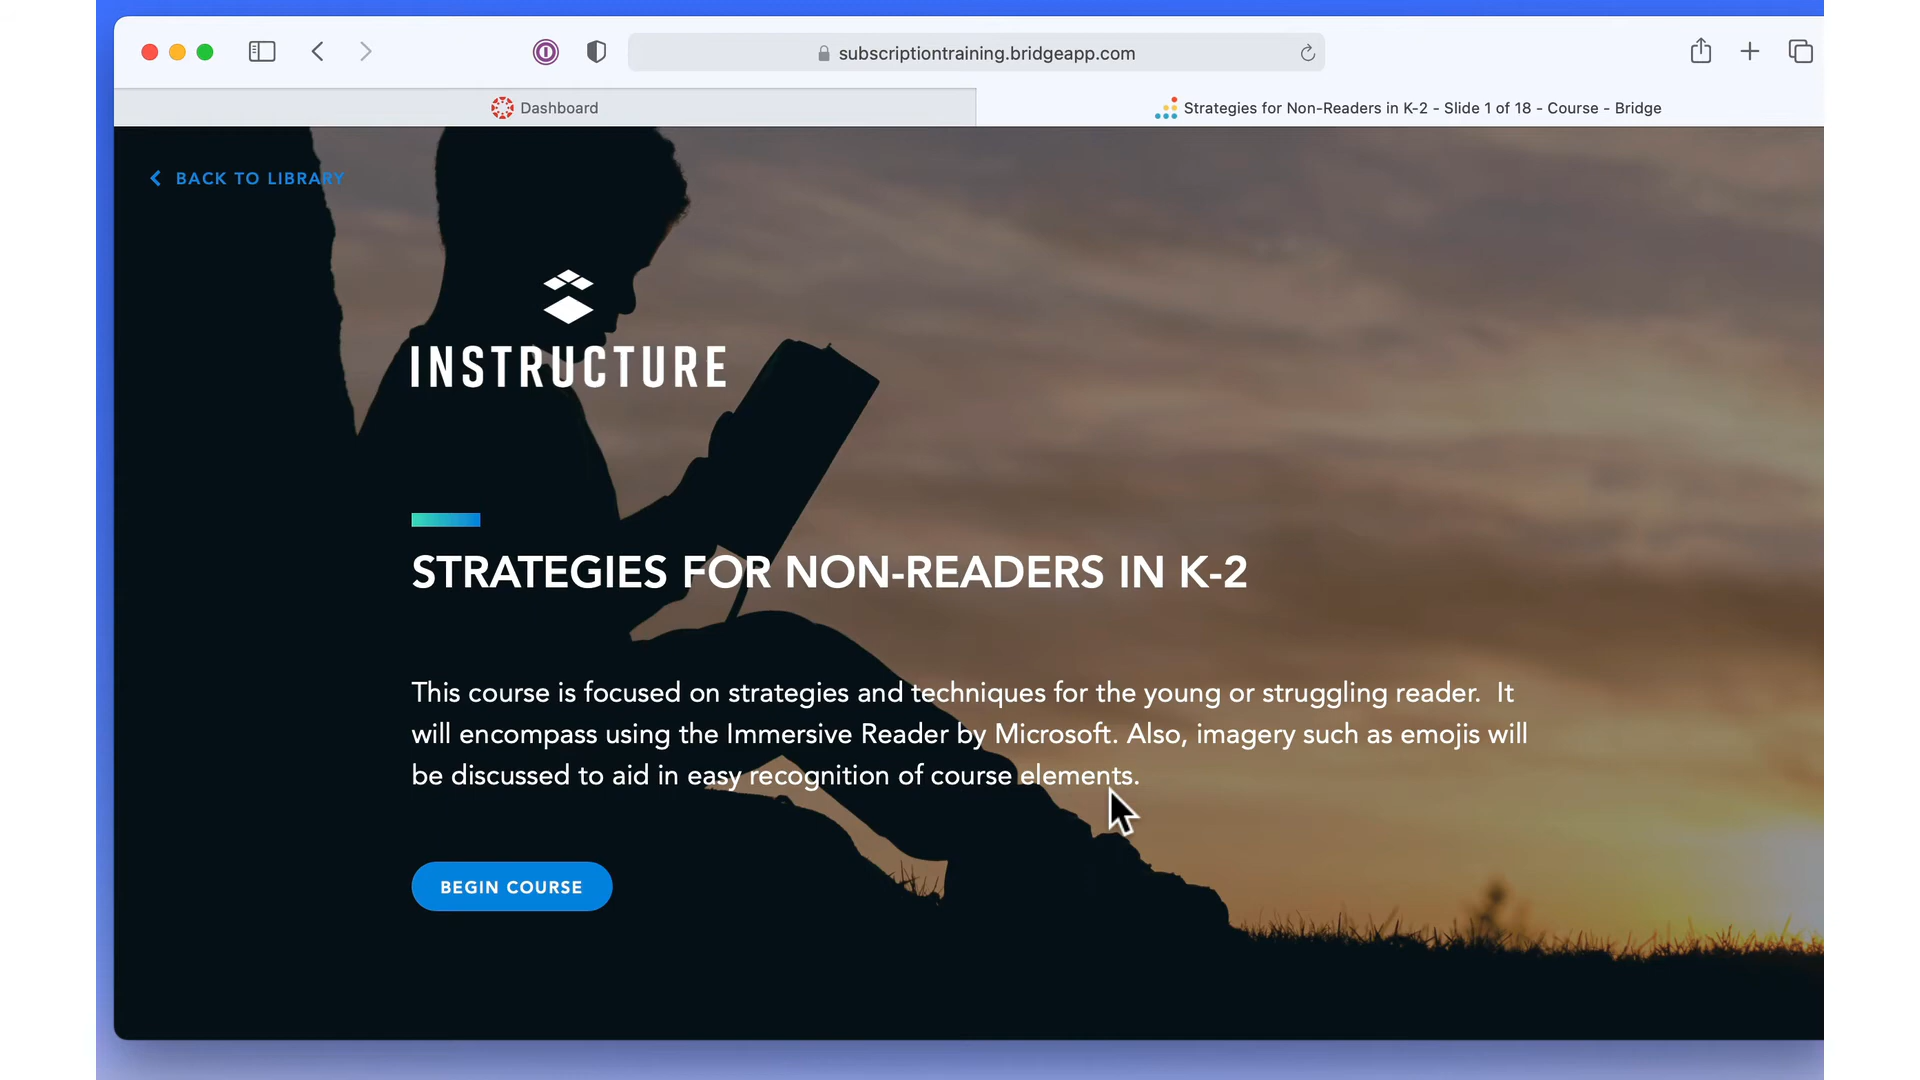 subscriptiontraining.bridgeapp.com
Dashboard
Strategies for Non-Readers in K-2 - Slide 1 of 18 - Course - Bridge
BACK TO LIBRARY
INSTRUCTURE
STRATEGIES FOR NON-READERS IN K-2
This course is focused on strategies and techniques for the young or struggling reader.  It
will encompass using the Immersive Reader by Microsoft. Also, imagery such as emojis will
be discussed to aid in easy recognition of course elements.
BEGIN COURSE